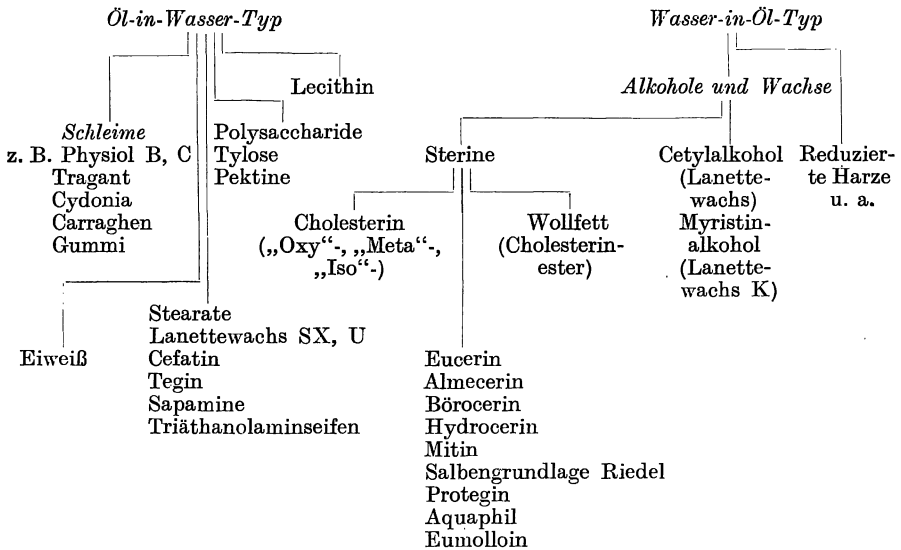 Öl-in-Wasser-Typ
Wasser-in-Öl-Typ
Lecithin
Alkohole und Wachse
Schleime
z. B. Physiol B, C
Tragant
Cydonia
Carraghen
Gummi
Polysaccharide
Tylose
Pektine
Sterine
Cetylalkohol
(Lanette-
wachs)
Myristin-
alkohol
(Lanette-
wachs K)
Reduzier-
te Harze
u. a.
Cholesterin
(„Oxy“-, „Meta“-,
„Iso“-)
Wollfett
(Cholesterin-
ester)
Eiweiß
Stearate
Lanettewachs SX, U
Cefatin
Tegin
Sapamine
Triäthanolaminseifen
Eucerin
Almecerin
Börocerin
Hydrocerin
Mitin
Salbengrundlage Riedel
Protegin
Aquaphil
Eumolloin